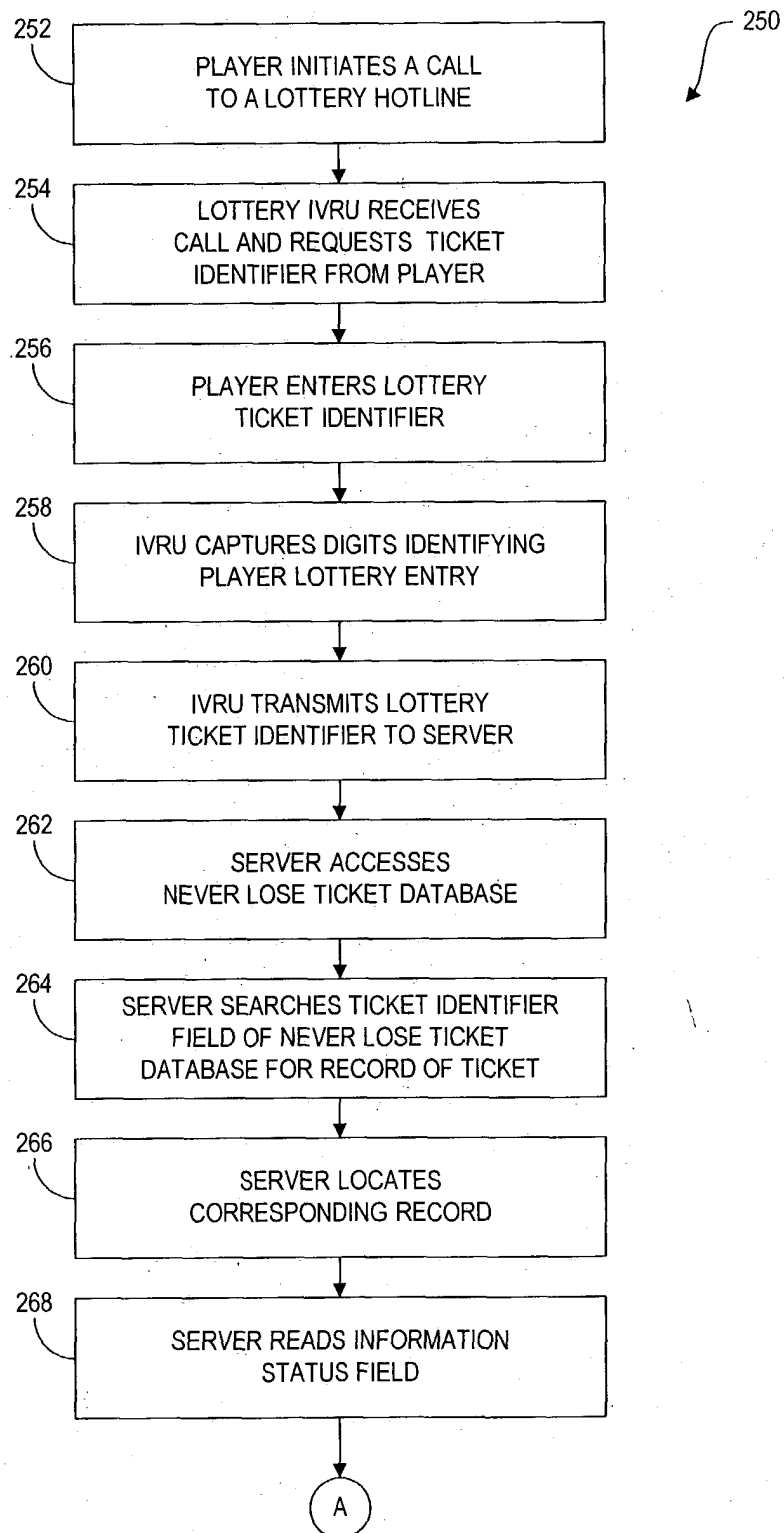 250
252
PLAYER INITIATES A CALL
TO A LOTTERY HOTLINE
254
LOTTERY IVRU RECEIVES
CALL AND REQUESTS TICKET
IDENTIFIER FROM PLAYER
256
PLAYER ENTERS LOTTERY
TICKET IDENTIFIER
258
IVRU CAPTURES DIGITS IDENTIFYING
PLAYER LOTTERY ENTRY
260
IVRU TRANSMITS LOTTERY
TICKET IDENTIFIER TO SERVER
262
SERVER ACCESSES
NEVER LOSE TICKET DATABASE
264
SERVER SEARCHES TICKET IDENTIFIER
FIELD OF NEVER LOSE TICKET
DATABASE FOR RECORD OF TICKET
266
SERVER LOCATES
CORRESPONDING RECORD
268
SERVER READS INFORMATION
STATUS FIELD
A